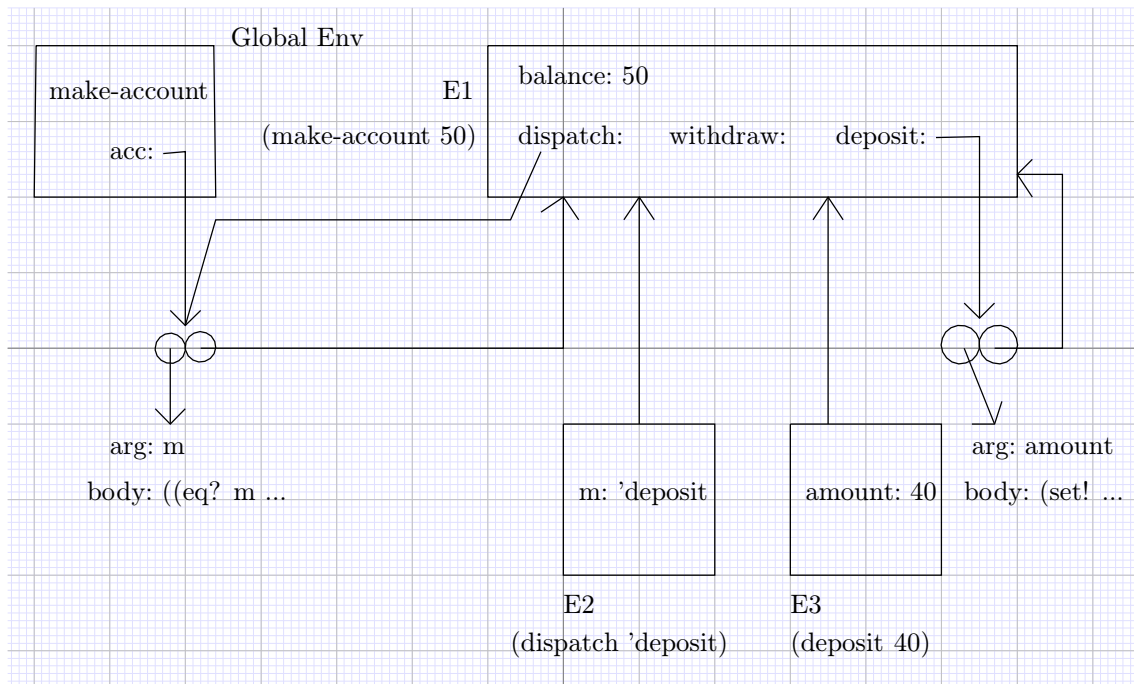 Global Env
make-account
acc:
E1
(make-account 50)
balance: 50
dispatch: withdraw: deposit:
arg: m
body: ((eq? m ...
m: 'deposit
amount: 40
arg: amount
body: (set! ...
E2
(dispatch 'deposit)
E3
(deposit 40)